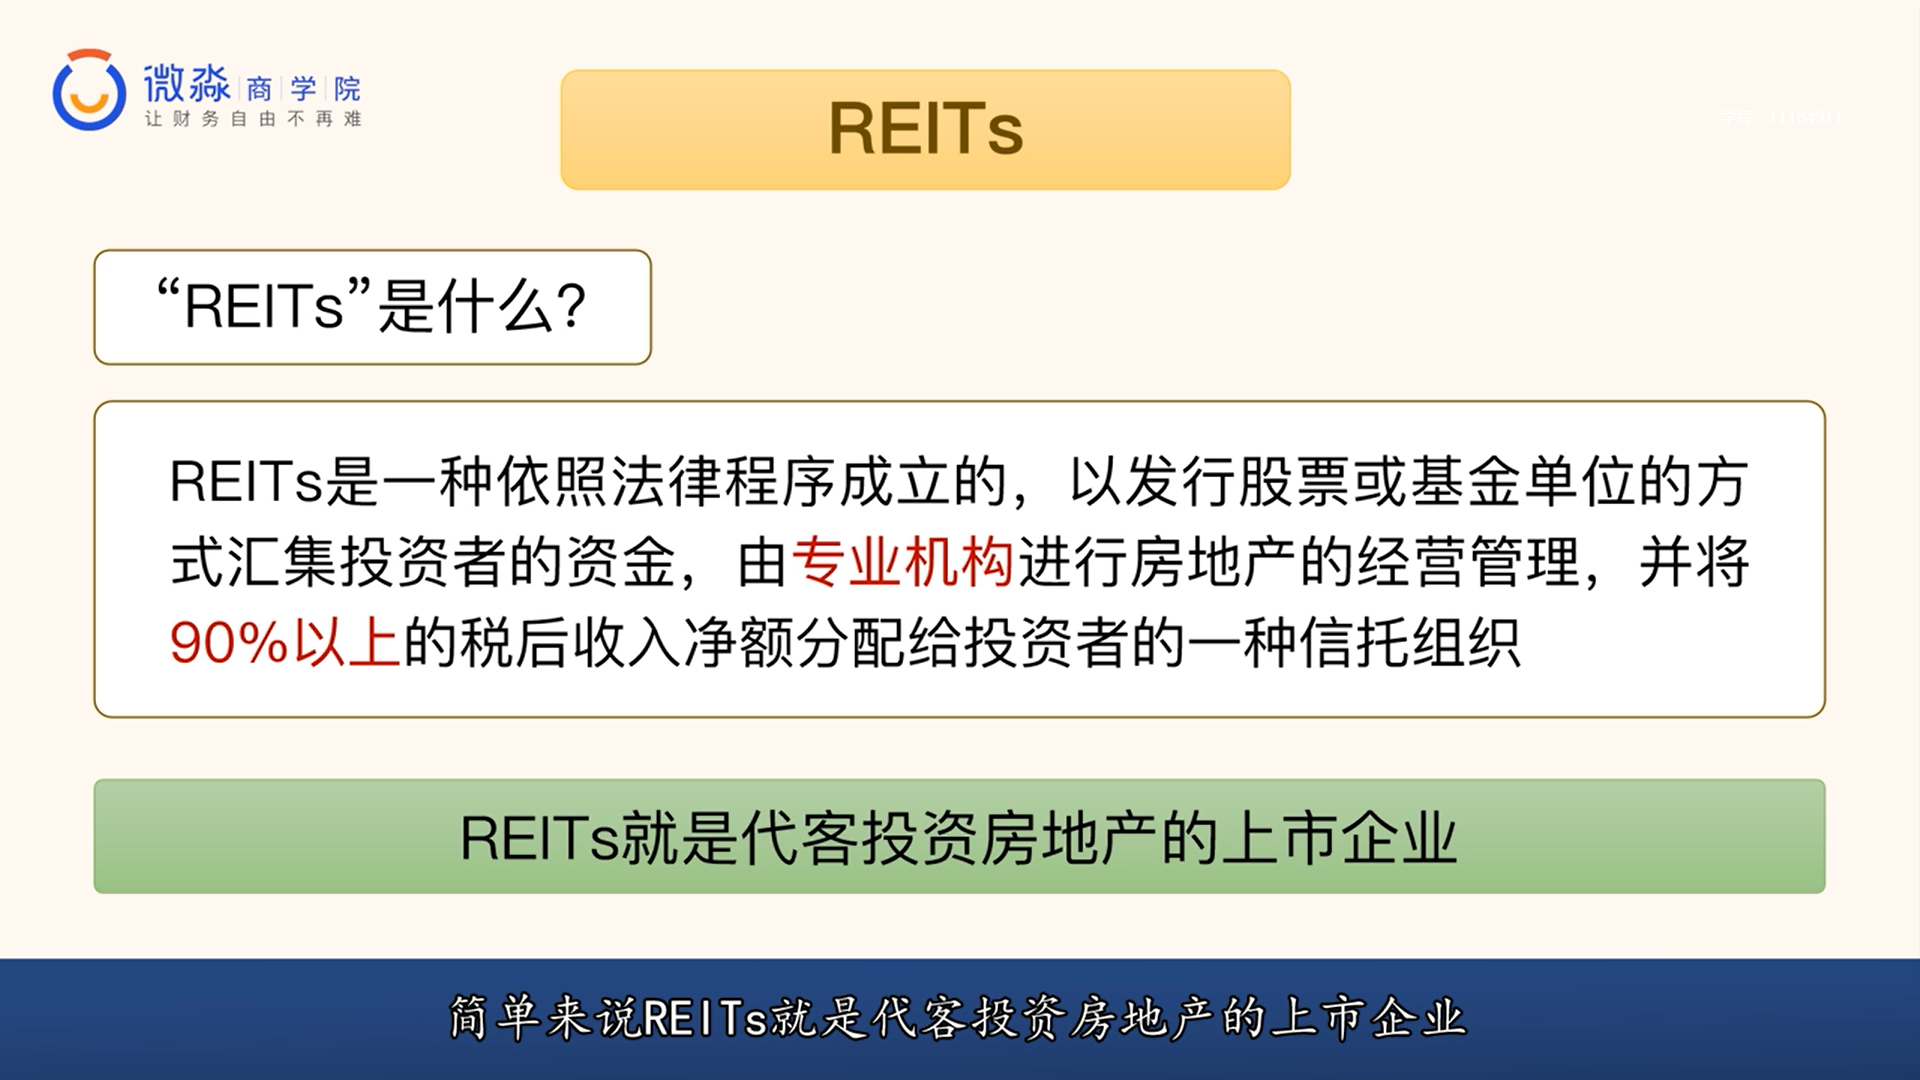 微淼 商 学 院
让财务自由不再难
REITs
学号：11184911
“REITs”是什么？
REITs是一种依照法律程序成立的，以发行股票或基金单位的方
式汇集投资者的资金，由专业机构进行房地产的经营管理，并将
90%以上的税后收入净额分配给投资者的一种信托组织
REITs就是代客投资房地产的上市企业
简单来说REITs就是代客投资房地产的上市企业